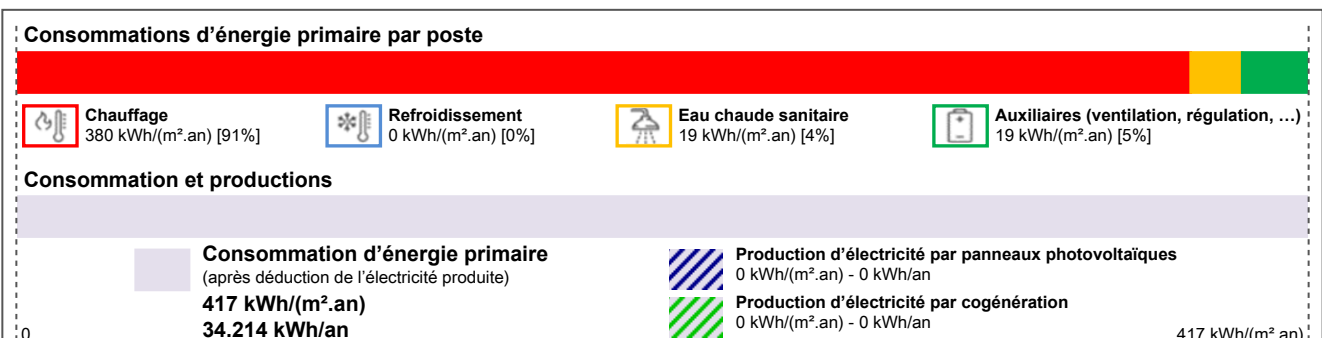 Consommations d’énergie primaire par poste
Chauffage
380 kWh/(m².an) [91%]
Refroidissement
0 kWh/(m².an) [0%]
Eau chaude sanitaire
19 kWh/(m².an) [4%]
Auxiliaires (ventilation, régulation, …)
19 kWh/(m².an) [5%]
Consommation et productions
Consommation d’énergie primaire
(après déduction de l’électricité produite)
417 kWh/(m².an)
34.214 kWh/an
Production d’électricité par panneaux photovoltaïques
0 kWh/(m².an) - 0 kWh/an
Production d’électricité par cogénération
0 kWh/(m².an) - 0 kWh/an
0
417 kWh/(m².an)